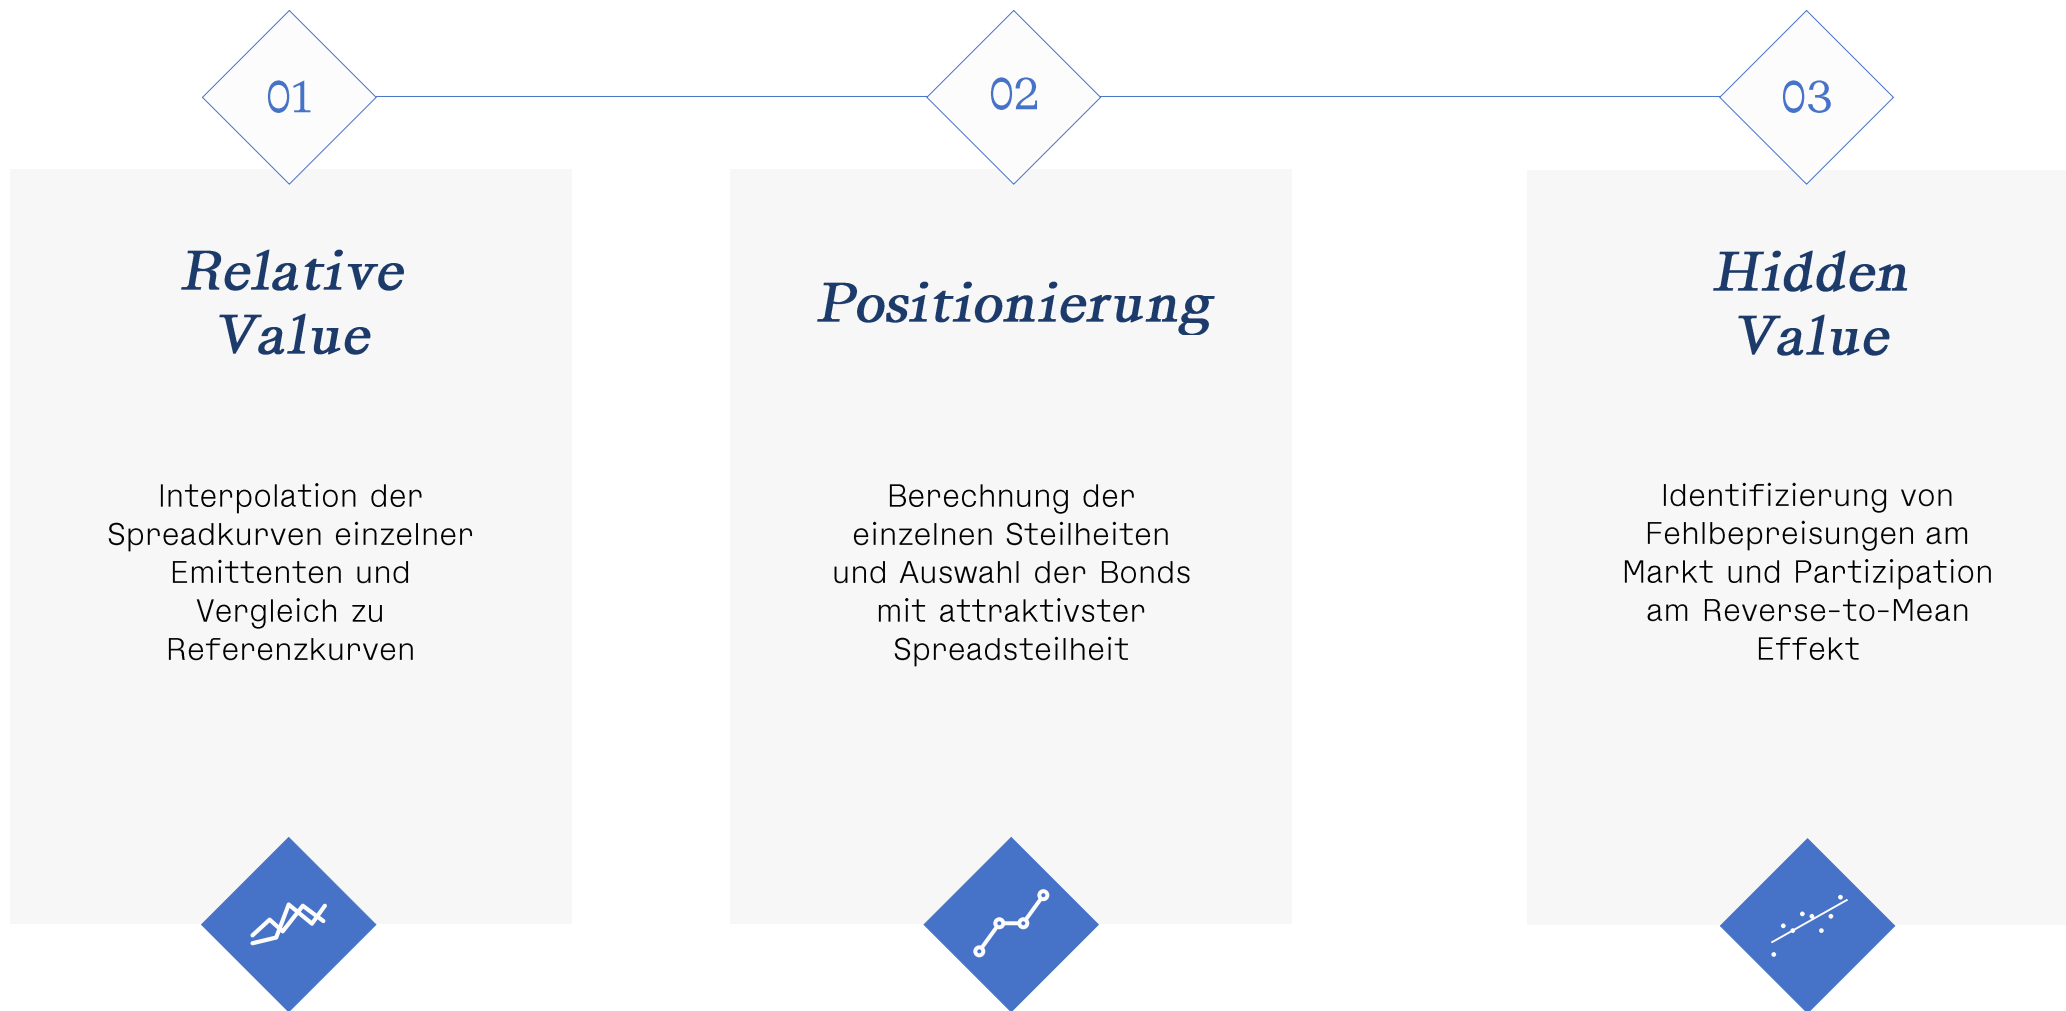 01
Relative
Value
Interpolation der
Spreadkurven einzelner
Emittenten und
Vergleich zu
Referenzkurven
02
Positionierung
Berechnung der
einzelnen Steilheiten
und Auswahl der Bonds
mit attraktivster
Spreadsteilheit
03
Hidden
Value
Identifizierung von
Fehlbepreisungen am
Markt und Partizipation
am Reverse-to-Mean
Effekt